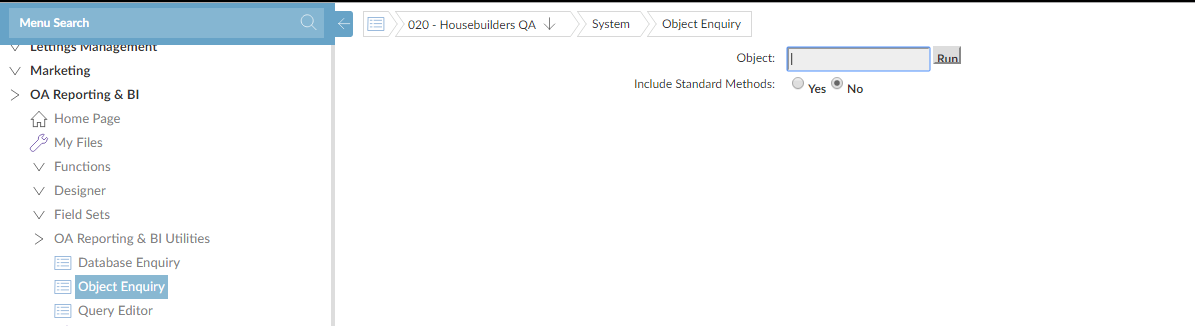 Menu Search
Lettings Management
Marketing
OA Reporting & BI
Home Page
My Files
Functions
Designer
Field Sets
OA Reporting & BI Utilities
Database Enquiry
Object Enquiry
Query Editor
020 - Housebuilders QA
System
Object Enquiry
Object:
Run
Include Standard Methods:
Yes
No